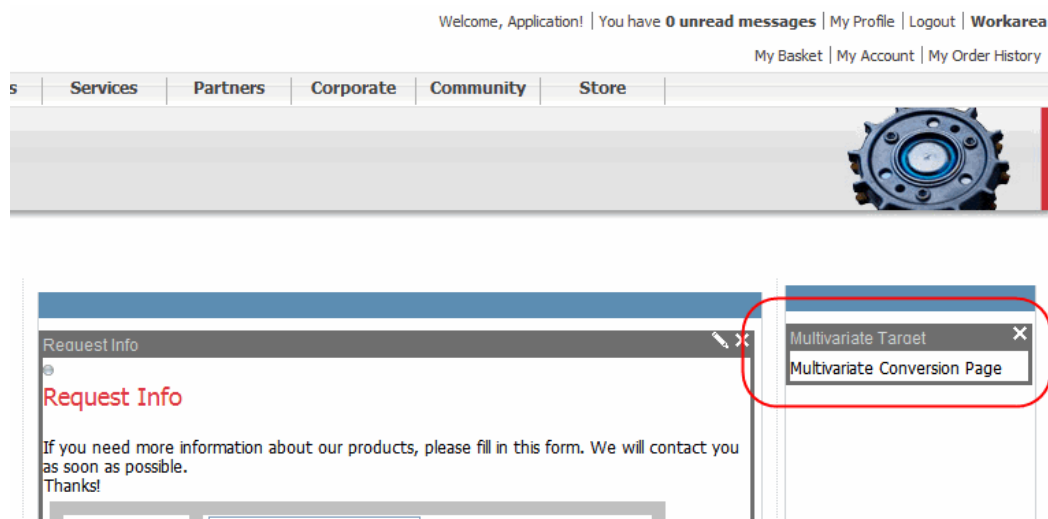 Welcome, Application! | You have 0 unread messages | My Profile | Logout | Workarea
My Basket | My Account | My Order History
s | Services | Partners | Corporate | Community | Store
Request Info
Multivariate Target
Multivariate Conversion Page
Request Info
If you need more information about our products, please fill in this form. We will contact you
as soon as possible.
Thanks!